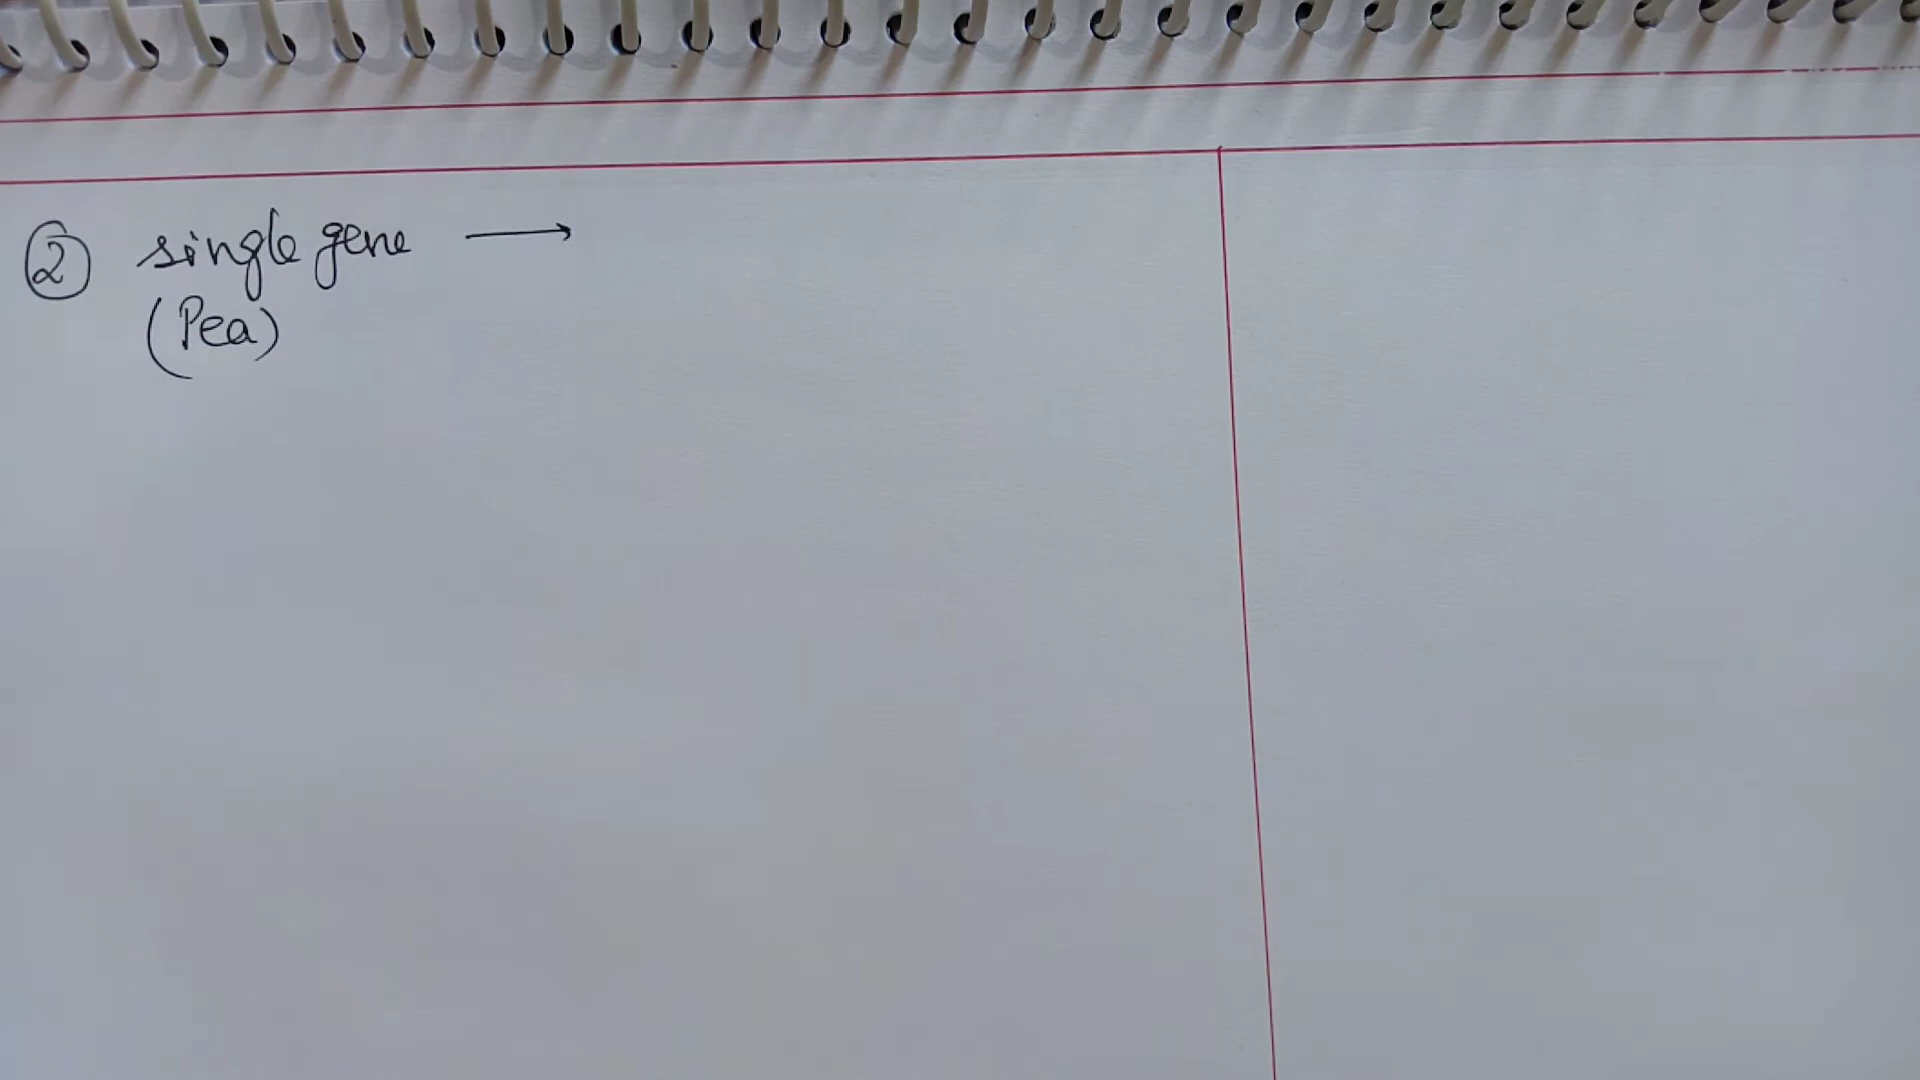 ② single gene →
(Pea)